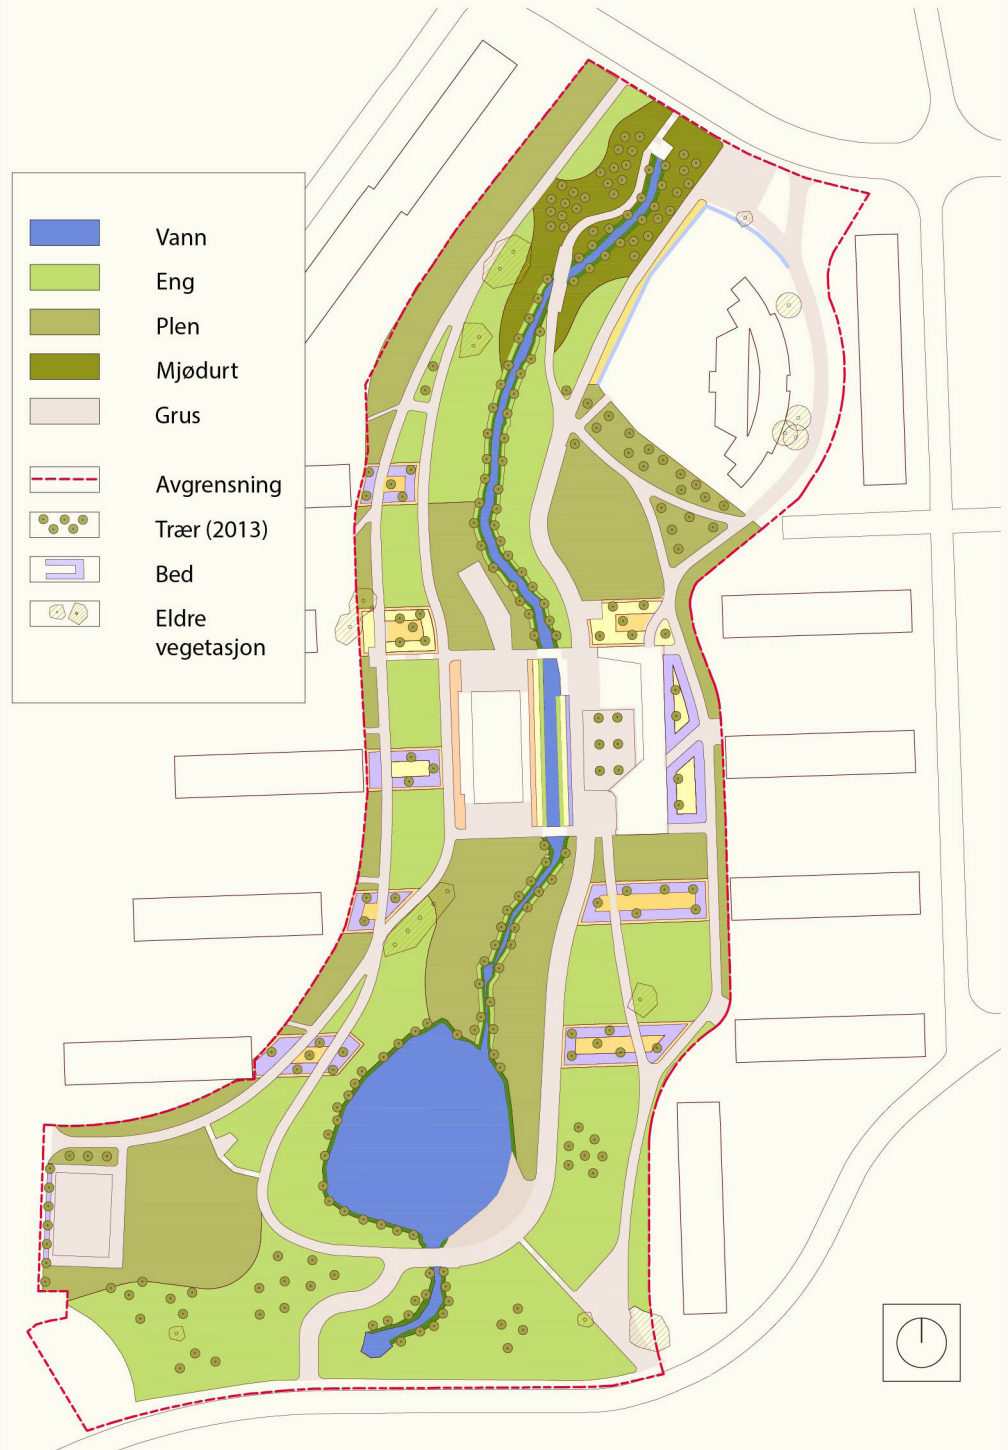 Vann
Eng
Plen
Mjødurt
Grus
Avgrensning
Trær (2013)
Bed
Eldre
vegetasjon